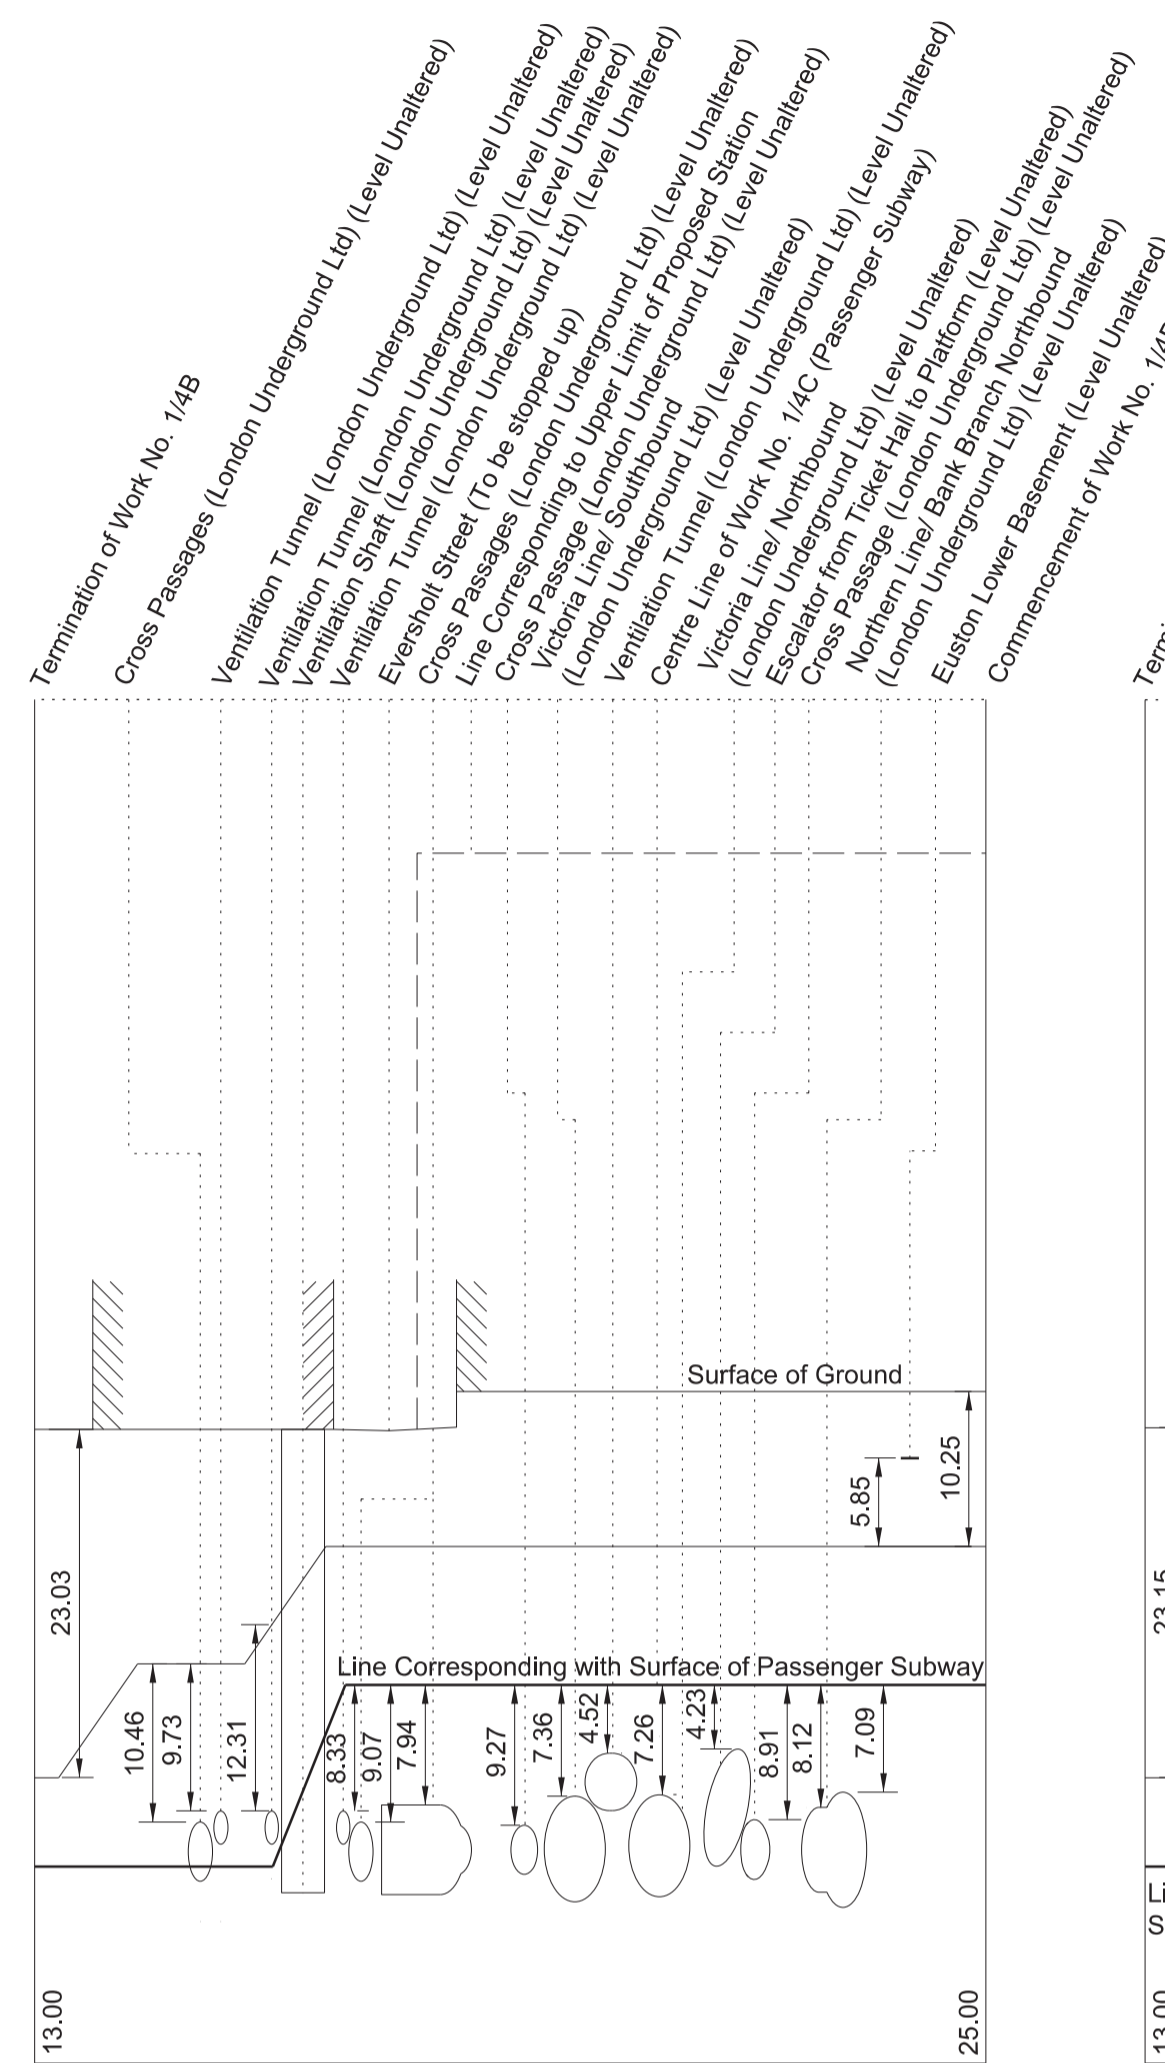 Termination of Work No. 1/4B
Cross Passages (London Underground Ltd) (Level Unaltered)
Ventilation Tunnel (London Underground Ltd) (Level Unaltered)
Ventilation Tunnel (London Underground Ltd) (Level Unaltered)
Ventilation Shaft (London Underground Ltd) (Level Unaltered)
Ventilation Tunnel (London Underground Ltd) (Level Unaltered)
Eversholt Street (To be stopped up)
Cross Passages (London Underground Ltd) (Level Unaltered)
Line Corresponding to Upper Limit of Proposed Station
Cross Passage (London Underground Ltd) (Level Unaltered)
Victoria Line/ Southbound
(London Underground Ltd) (Level Unaltered)
Ventilation Tunnel (London Underground Ltd) (Level Unaltered)
Centre Line of Work No. 1/4C (Passenger Subway)
Victoria Line/ Northbound
(London Underground Ltd) (Level Unaltered)
Escalator from Ticket Hall to Platform (Level Unaltered)
Cross Passage (London Underground Ltd) (Level Unaltered)
Northern Line/ Bank Branch Northbound
(London Underground Ltd) (Level Unaltered)
Euston Lower Basement (Level Unaltered)
Commencement of Work No.
Surface of Ground
23.03
5.85
10.25
Line Corresponding with Surface of Passenger Subway
10.46
9.73
12.31
8.33
9.07
7.94
9.27
7.36
4.52
7.26
4.23
8.91
8.12
7.09
13.00
25.00
23.15
13.00